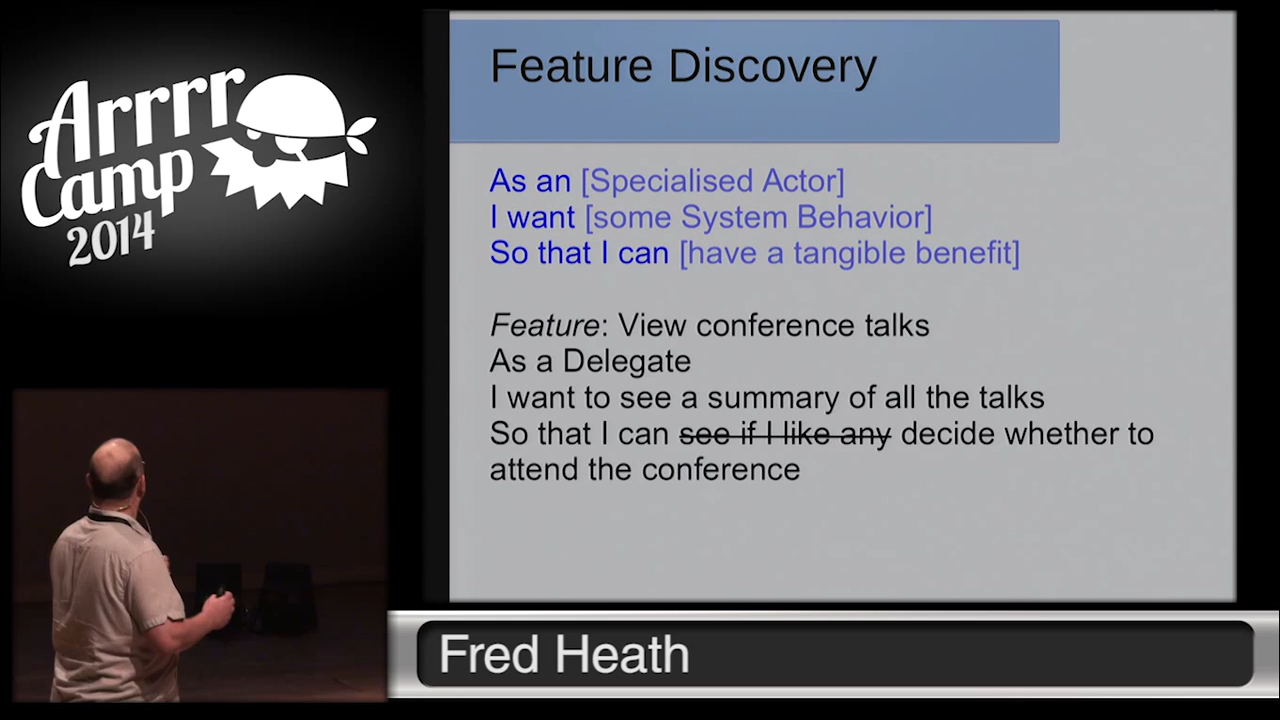 Arrrr
Camp
2014
Feature Discovery
As an [Specialised Actor]
I want [some System Behavior]
So that I can [have a tangible benefit]
Feature: View conference talks
As a Delegate
I want to see a summary of all the talks
So that I can see if I like any decide whether to
attend the conference
Fred Heath